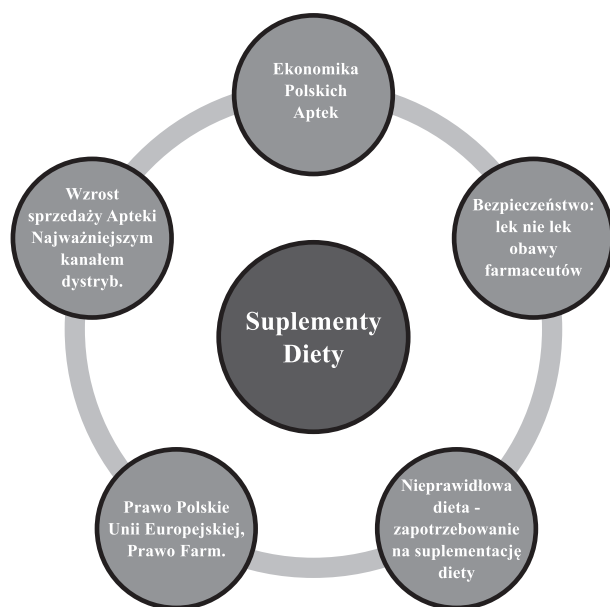 Ekonomika
Polskich
Aptek
Bezpieczeństwo:
lek nie lek
obawy
farmaceutów
Nieprawidłowa
dieta -
zapotrzebowanie
na suplementację
diety
Prawo Polskie
Unii Europejskiej,
Prawo Farm.
Wzrost
sprzedaży Apteki
Najważniejszym
kanałem
dystryb.
Suplementy
Diety